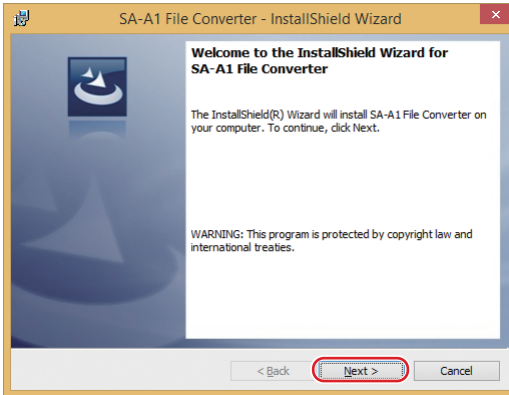 SA-A1 File Converter - InstallShield Wizard
Welcome to the InstallShield Wizard for
SA-A1 File Converter
The InstallShield(R) Wizard will install SA-A1 File Converter on
your computer. To continue, click Next.
WARNING: This program is protected by copyright law and
international treaties.
< Back
Next >
Cancel